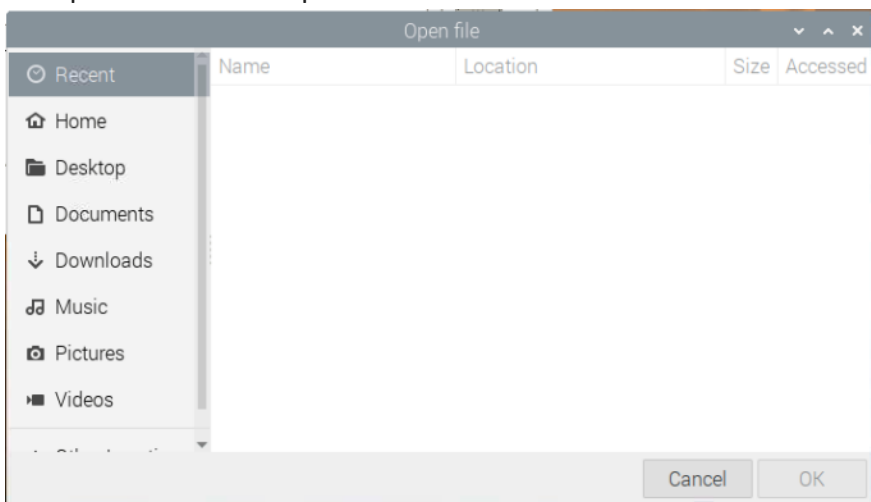 Open file
Recent
Name Location Size Accessed
Home
Desktop
Documents
Downloads
Music
Pictures
Videos
Cancel OK